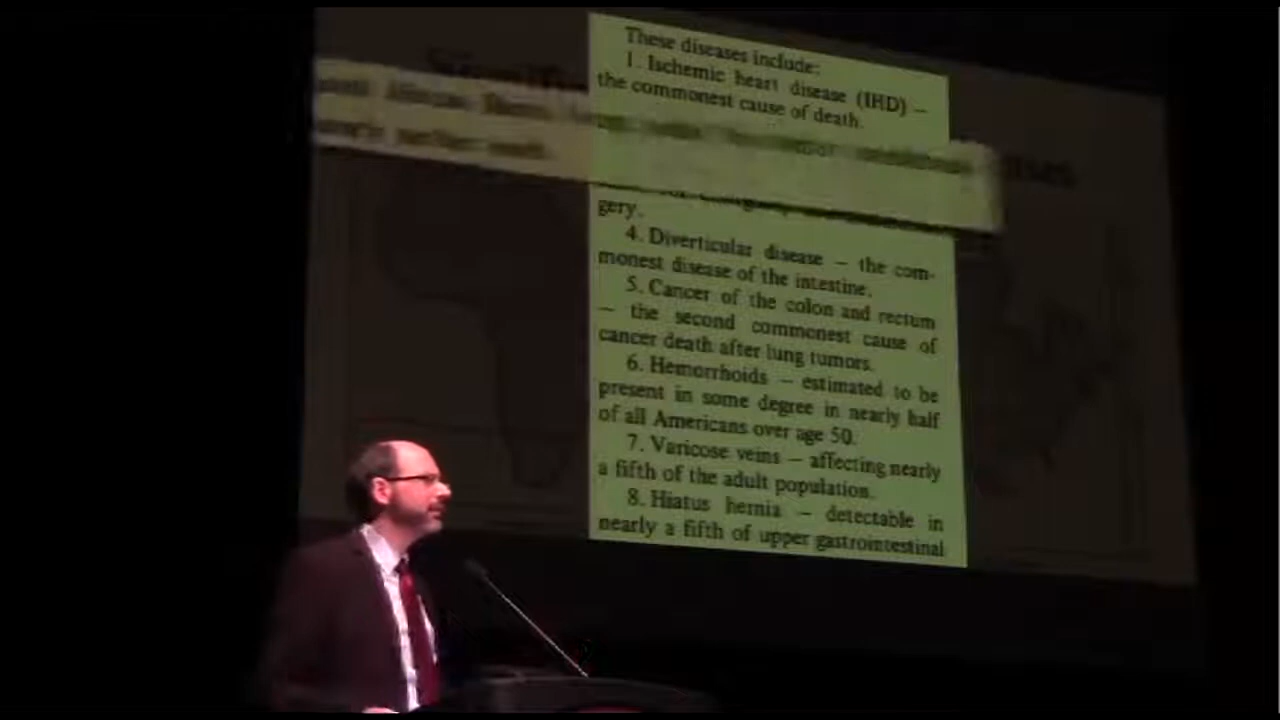 These diseases include:
1. Ischemic heart disease (IHD) –
the commonest cause of death.
gery.
4. Diverticular disease – the com-
monest disease of the intestine.
5. Cancer of the colon and rectum
– the second commonest cause of
cancer death after lung tumors.
6. Hemorrhoids – estimated to be
present in some degree in nearly half
of all Americans over age 50.
7. Varicose veins – affecting nearly
a fifth of the adult population.
8. Hiatus hernia – detectable in
nearly a fifth of upper gastrointestinal